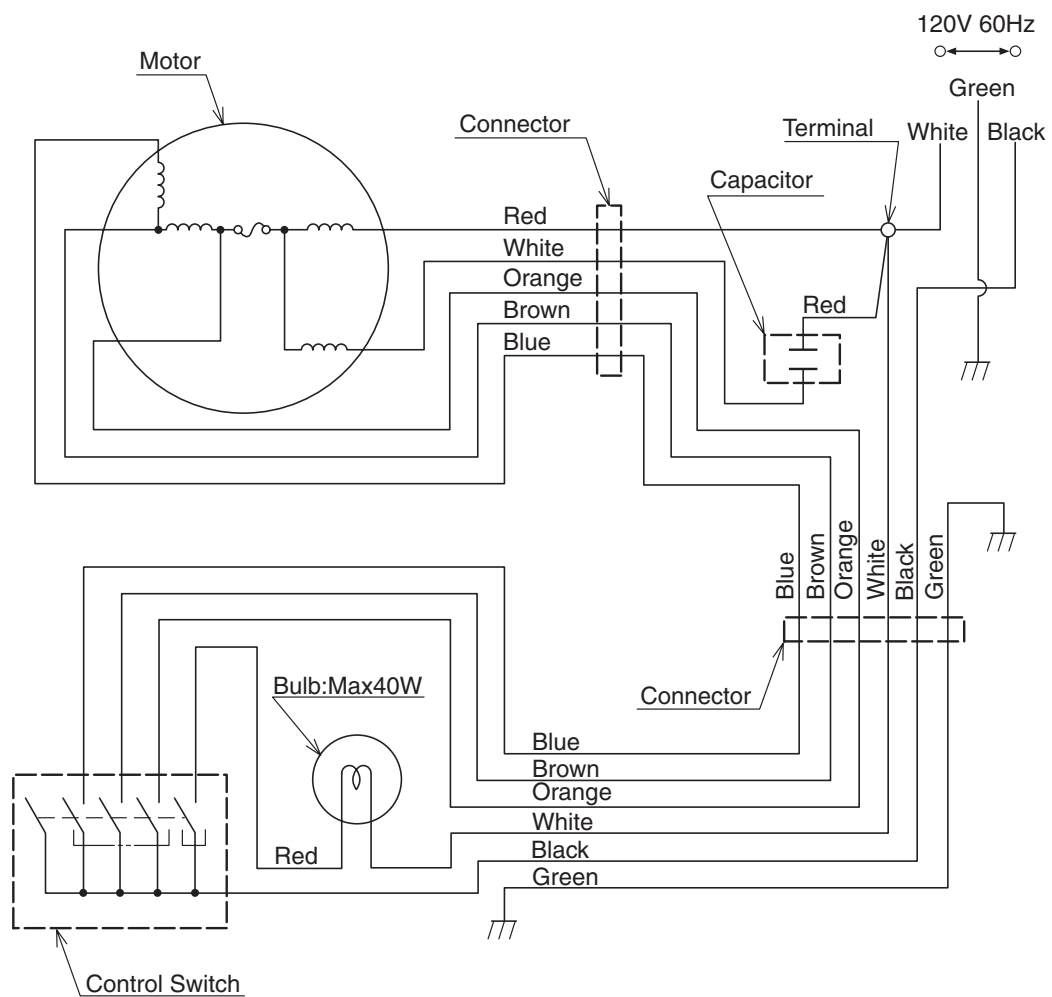 120V 60Hz
Motor
Green
Connector
Terminal
White
Black
Capacitor
Red
White
Orange
Brown
Red
Blue
Blue
Brown
Orange
White
Black
Green
Bulb:Max40W
Connector
Blue
Brown
Orange
White
Red
Black
Green
Control Switch